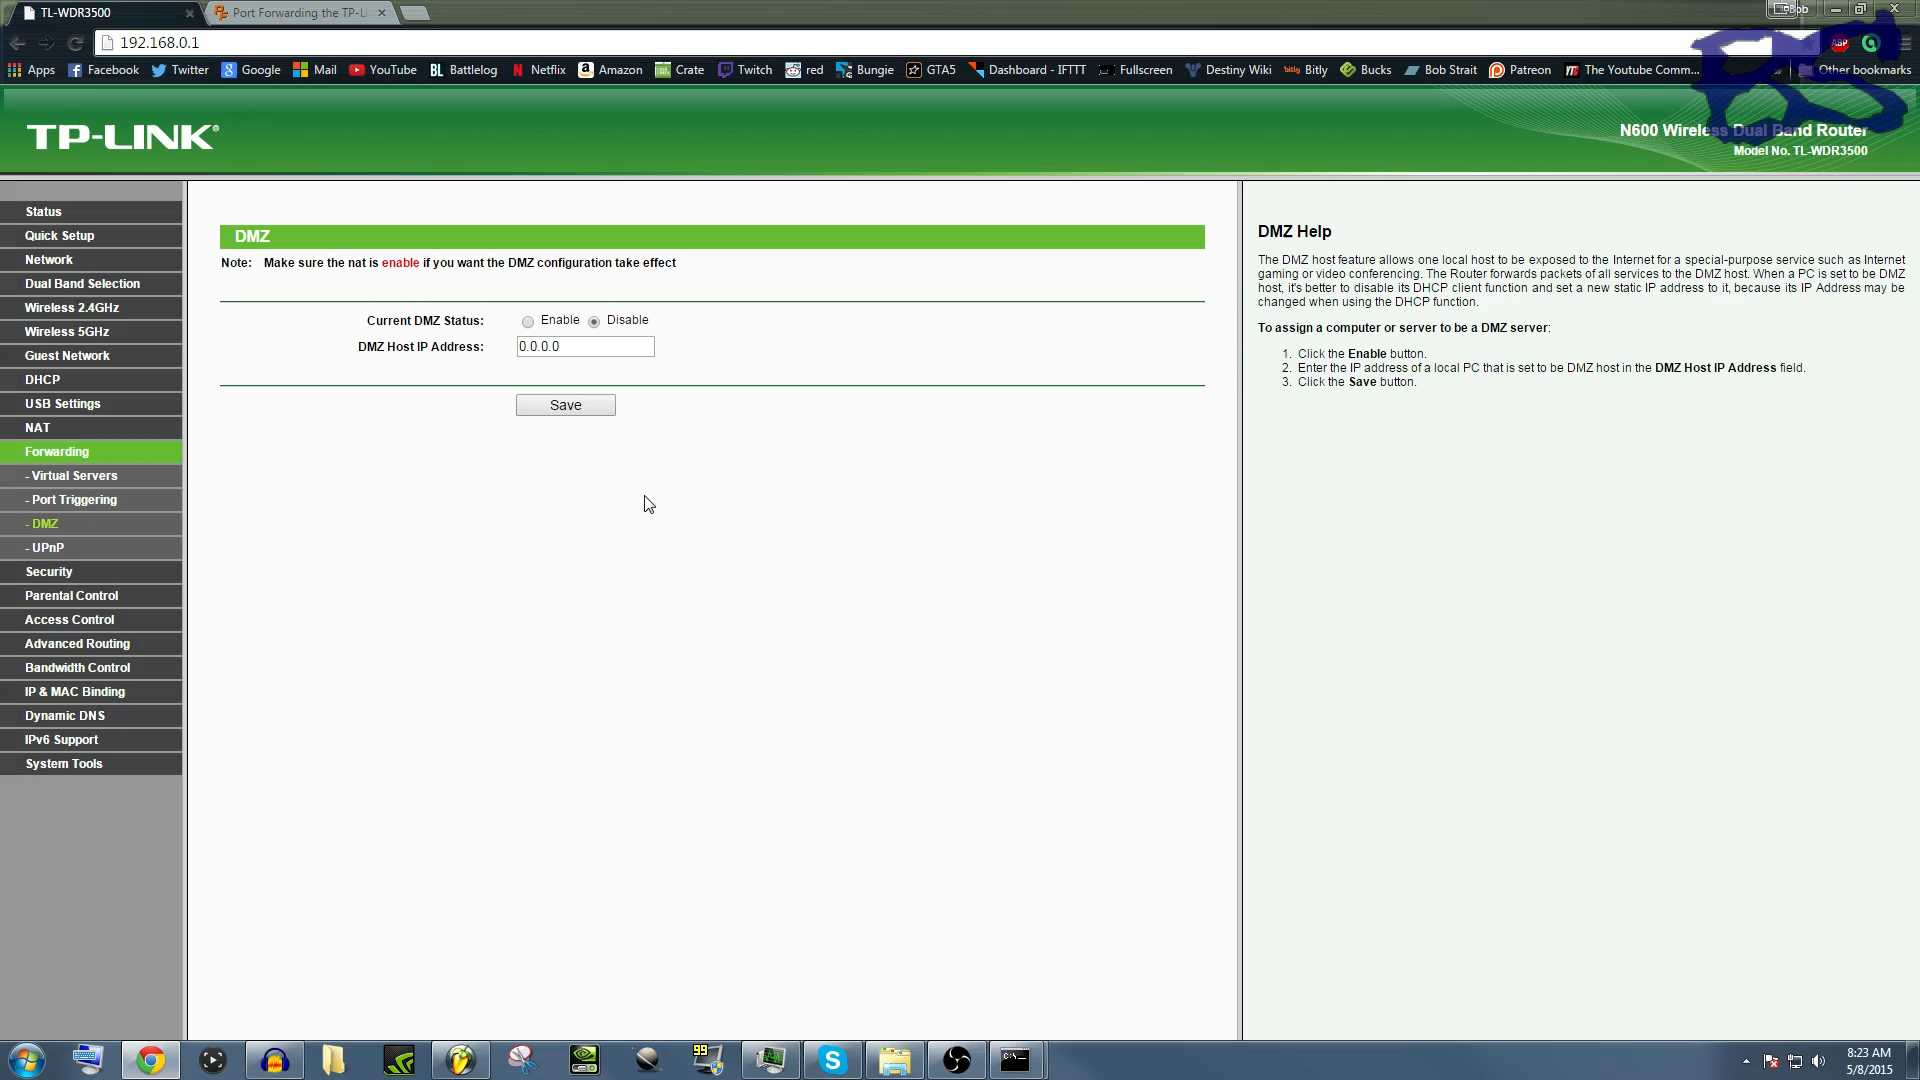 TL-WDR3500
Port Forwarding the TP-L
Bob
192.168.0.1
ABP
Apps Facebook Twitter Google Mail YouTube BL Battlelog Netflix Amazon Crate Twitch red Bungie GTA5 Dashboard - IFTTT Fullscreen Destiny Wiki bitly Bitly Bucks Bob Strait Patreon The Youtube Comm... » Other bookmarks
TP-LINK®
N600 Wireless Dual Band Router
Model No. TL-WDR3500
Status
Quick Setup
Network
Dual Band Selection
Wireless 2.4GHz
Wireless 5GHz
Guest Network
DHCP
USB Settings
NAT
Forwarding
- Virtual Servers
- Port Triggering
- DMZ
- UPnP
Security
Parental Control
Access Control
Advanced Routing
Bandwidth Control
IP & MAC Binding
Dynamic DNS
IPv6 Support
System Tools
DMZ
Note: Make sure the nat is enable if you want the DMZ configuration take effect
Current DMZ Status: Enable Disable
DMZ Host IP Address: 0.0.0.0
Save
DMZ Help
The DMZ host feature allows one local host to be exposed to the Internet for a special-purpose service such as Internet
gaming or video conferencing. The Router forwards packets of all services to the DMZ host. When a PC is set to be DMZ
host, it's better to disable its DHCP client function and set a new static IP address to it, because its IP Address may be
changed when using the DHCP function.
To assign a computer or server to be a DMZ server:
1. Click the Enable button.
2. Enter the IP address of a local PC that is set to be DMZ host in the DMZ Host IP Address field.
3. Click the Save button.
99
C:\
8:23 AM
5/8/2015